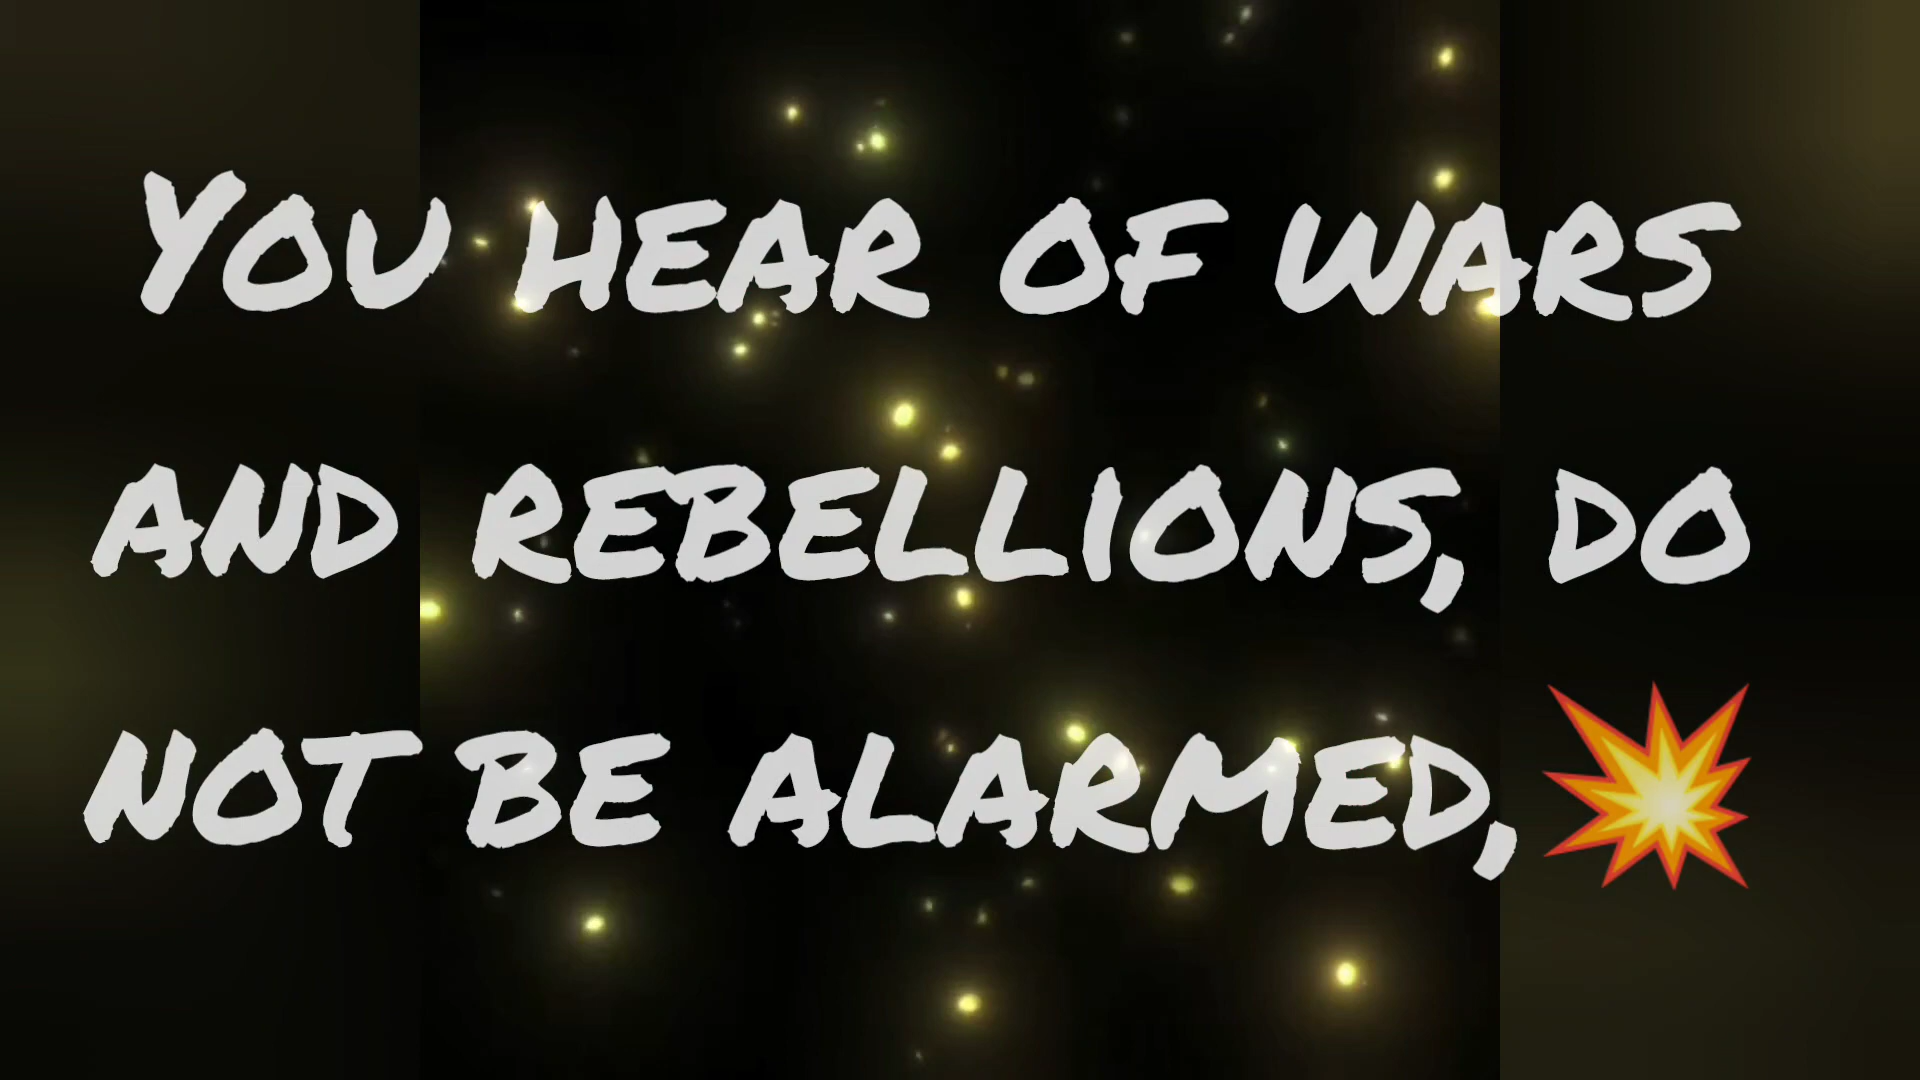 You hear of wars
and rebellions, do
not be alarmed,💥